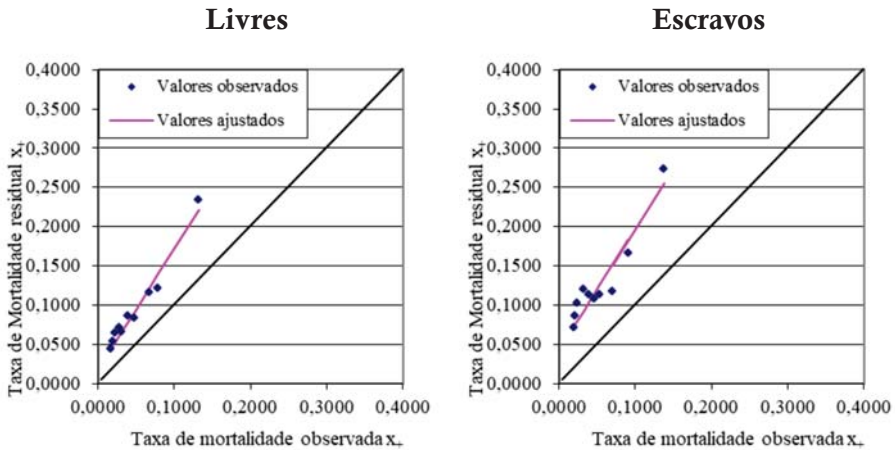 Livres
0,4000
0,3500
0,3000
0,2500
0,2000
0,1500
0,1000
0,0500
0,0000
Taxa de Mortalidade residual x+
Valores observados
Valores ajustados
0,0000 0,1000 0,2000 0,3000 0,4000
Taxa de mortalidade observada x+
Escravos
0,4000
0,3500
0,3000
0,2500
0,2000
0,1500
0,1000
0,0500
0,0000
Taxa de Mortalidade residual x+
Valores observados
Valores ajustados
0,0000 0,1000 0,2000 0,3000 0,4000
Taxa de mortalidade observada x+